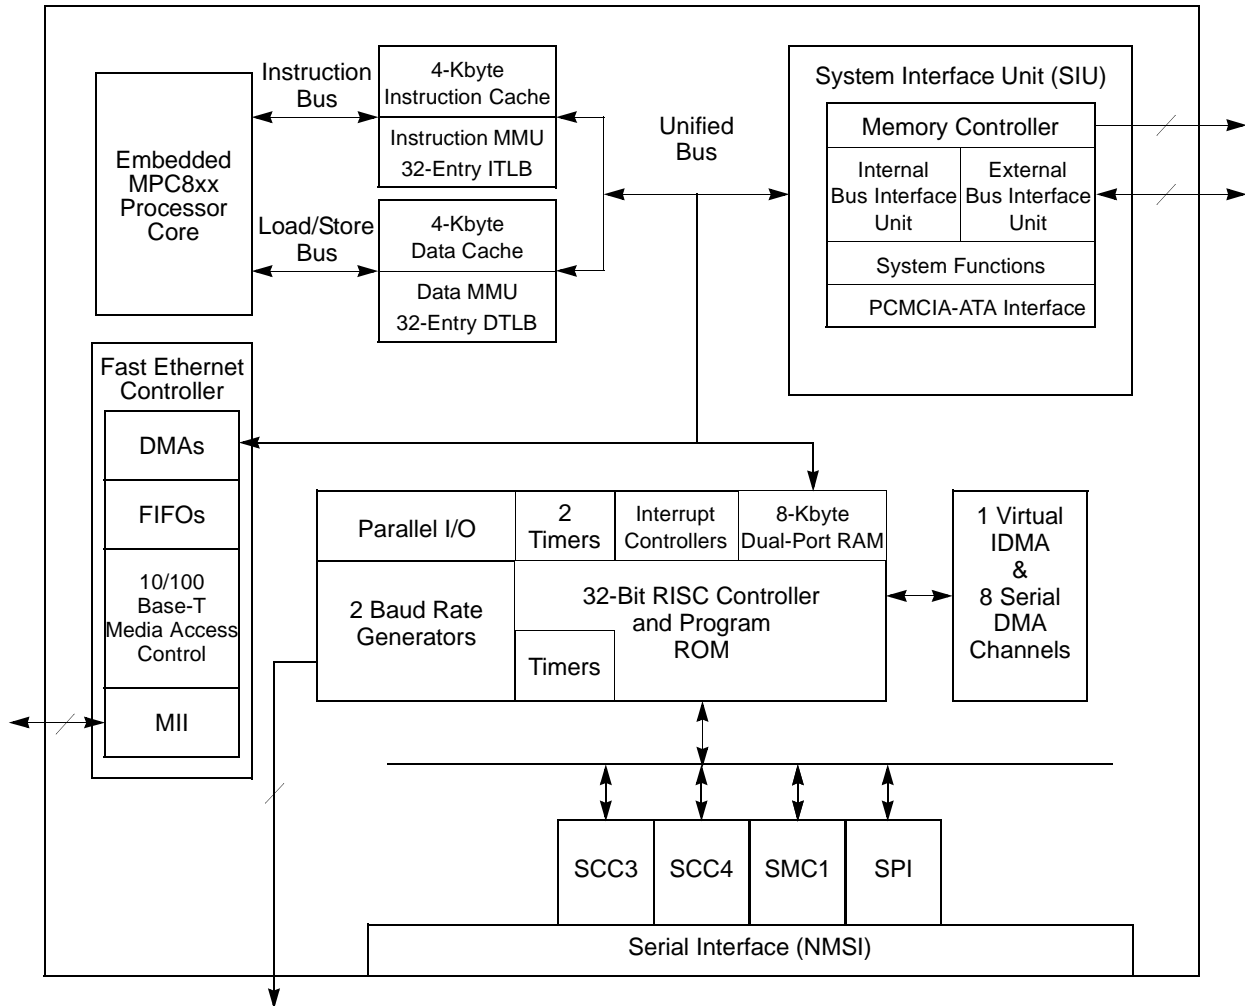 Embedded
MPC8xx
Processor
Core
Instruction
Bus
Load/Store
Bus
4-Kbyte
Instruction Cache
Instruction MMU
32-Entry ITLB
4-Kbyte
Data Cache
Data MMU
32-Entry DTLB
Unified
Bus
System Interface Unit (SIU)
Memory Controller
Internal
Bus Interface
Unit
External
Bus Interface
Unit
System Functions
PCMCIA-ATA Interface
Fast Ethernet
Controller
DMAs
FIFOs
10/100
Base-T
Media Access
Control
MII
Parallel I/O
2
Timers
Interrupt
Controllers
8-Kbyte
Dual-Port RAM
2 Baud Rate
Generators
32-Bit RISC Controller
and Program
ROM
Timers
1 Virtual
IDMA
&
8 Serial
DMA
Channels
SCC3
SCC4
SMC1
SPI
Serial Interface (NMSI)